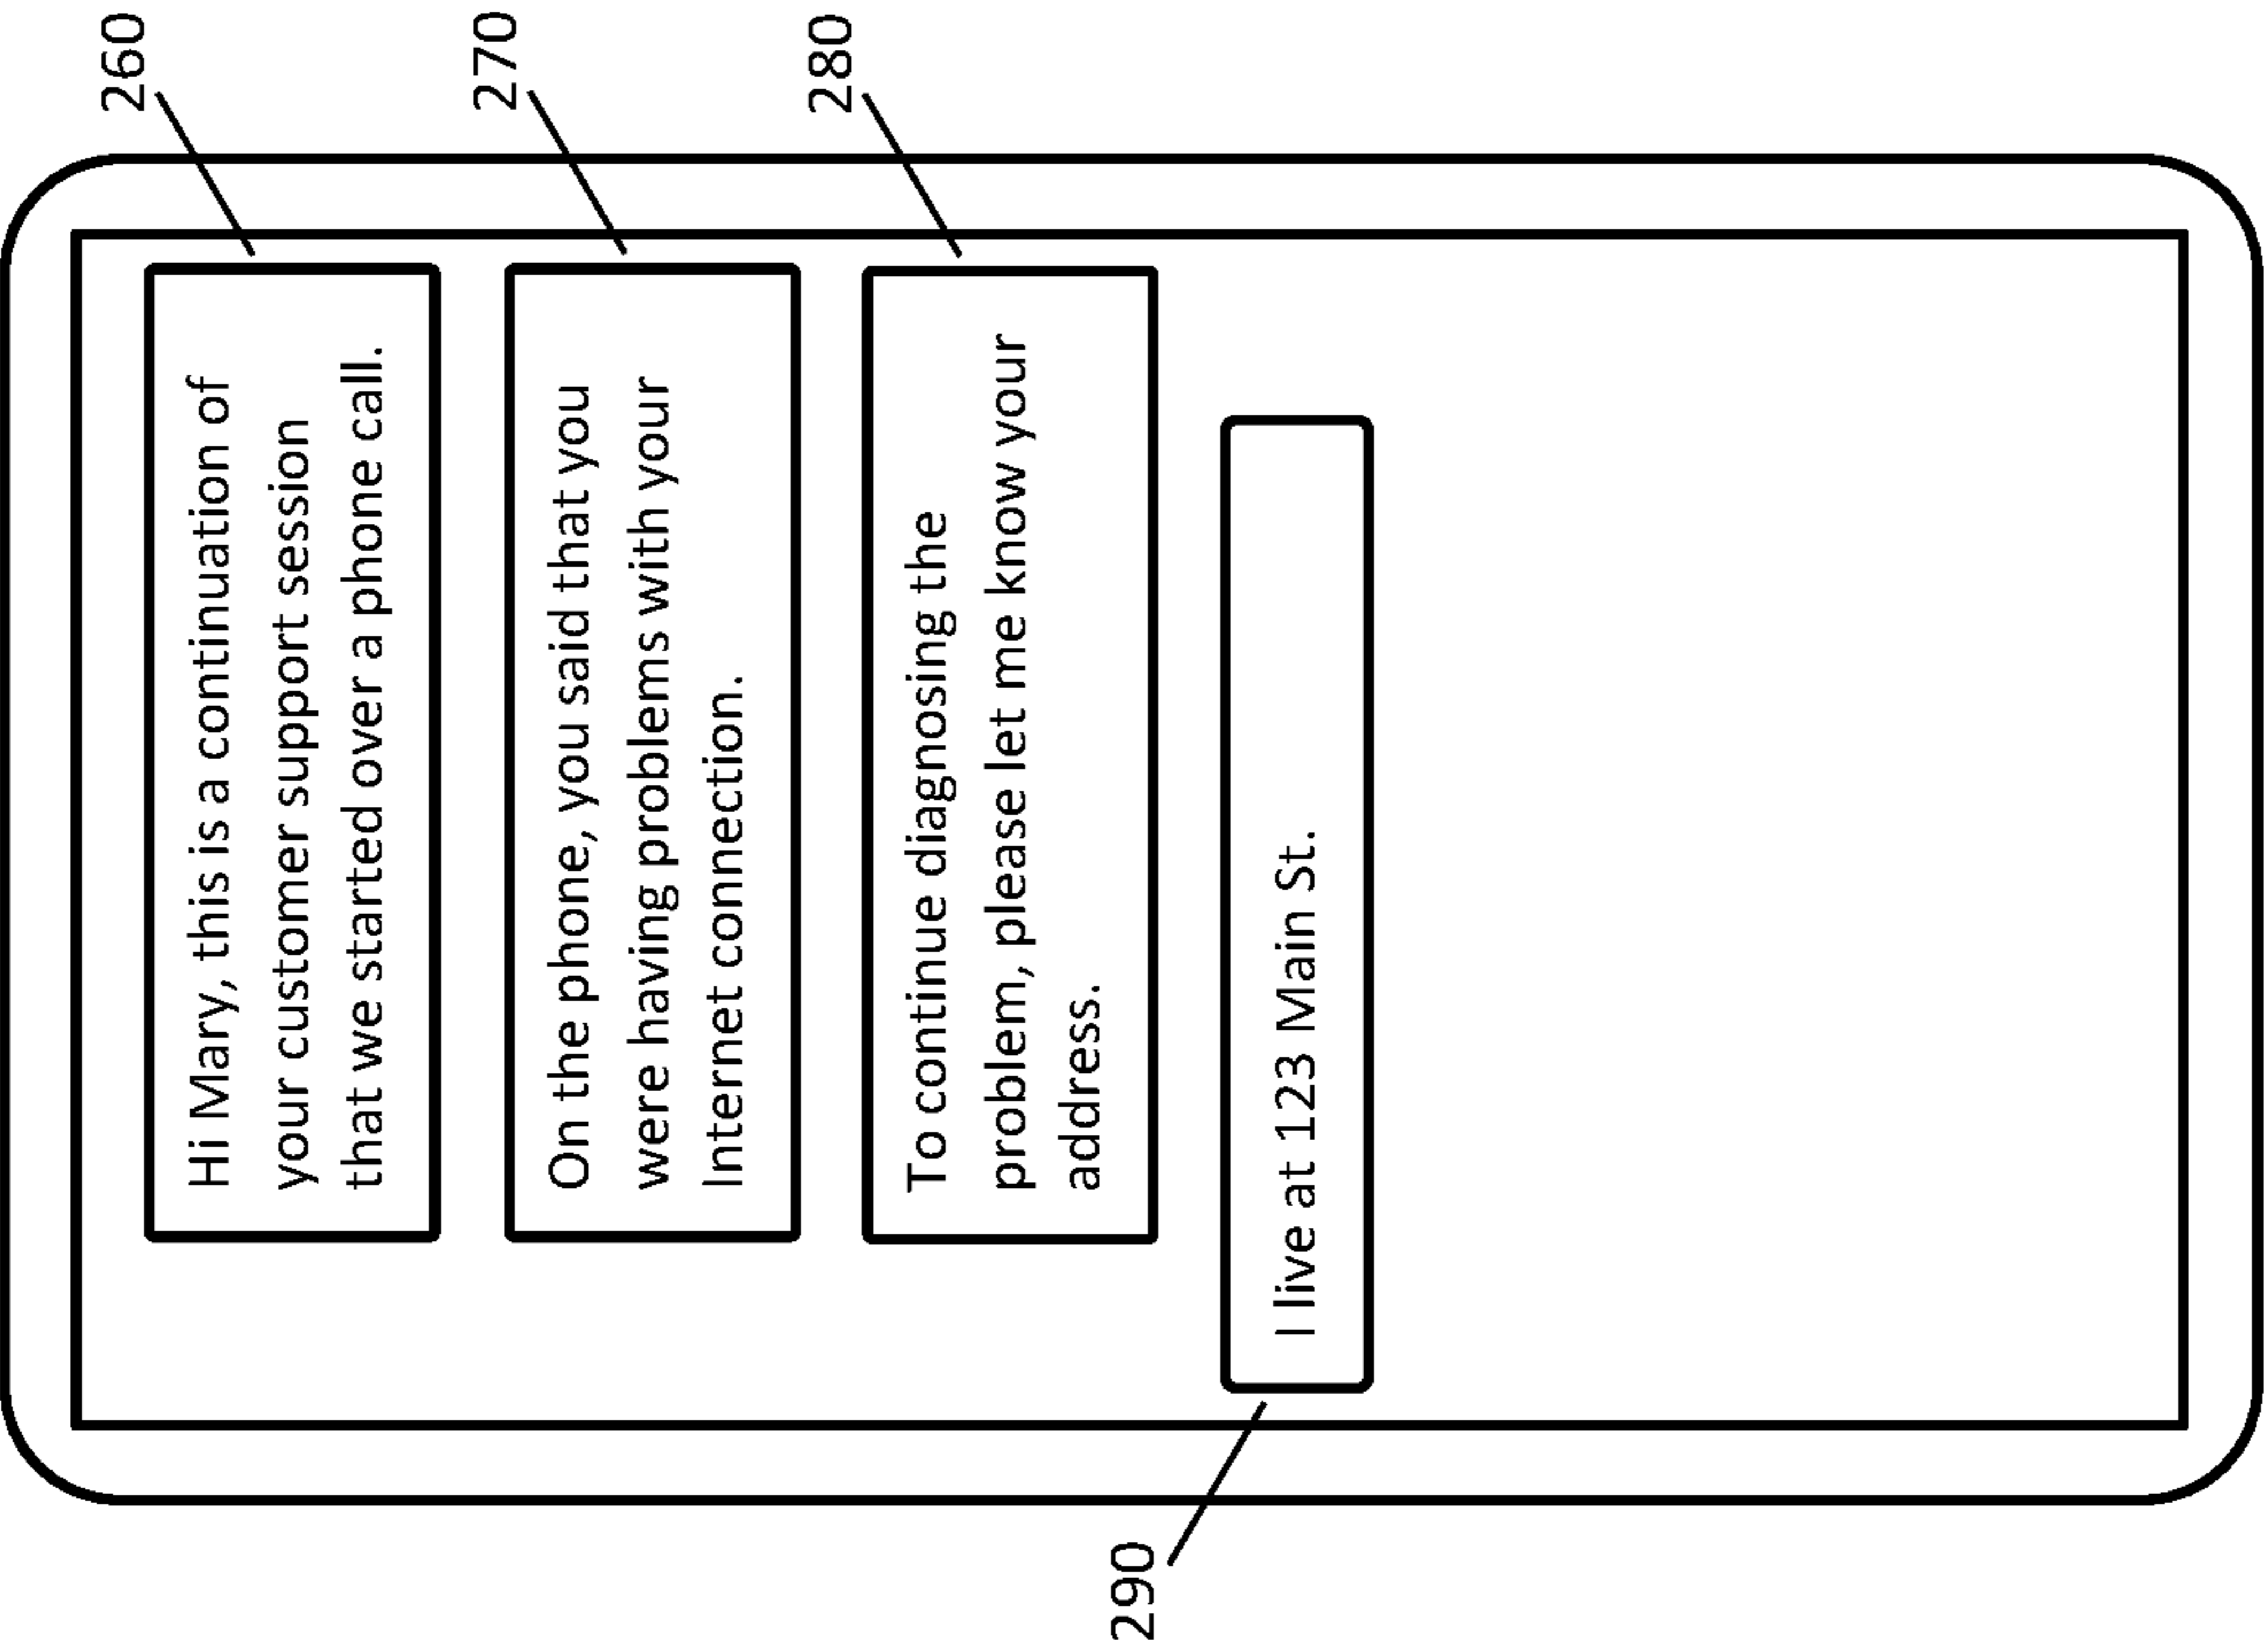 260
Hi Mary, this is a continuation of
your customer support session
that we started over a phone call.
270
On the phone, you said that you
were having problems with your
Internet connection.
280
To continue diagnosing the
problem, please let me know your
address.
290
I live at 123 Main St.